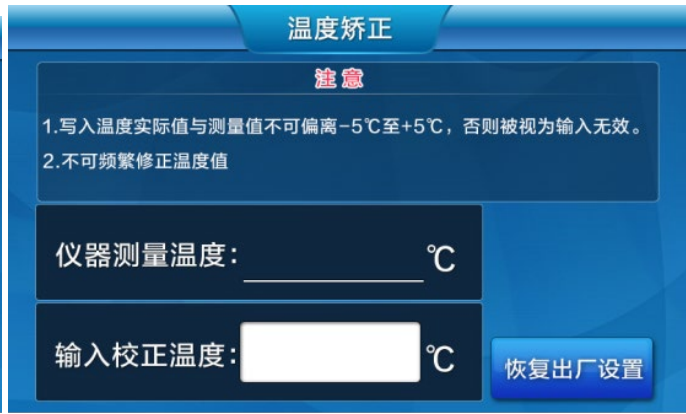 温度矫正
注意
1.写入温度实际值与测量值不可偏离-5℃至+5℃，否则被视为输入无效。
2.不可频繁修正温度值
仪器测量温度：℃
输入校正温度：℃
恢复出厂设置